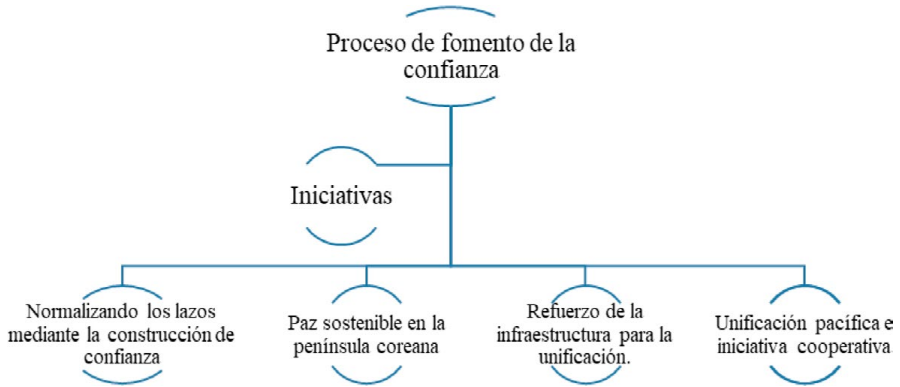 Proceso de fomento de la
confianza
Iniciativas
Normalizando los lazos
mediante la construcción de
confianza
Paz sostenible en la
península coreana
Refuerzo de la
infraestructura para la
unificación.
Unificación pacífica e
iniciativa cooperativa